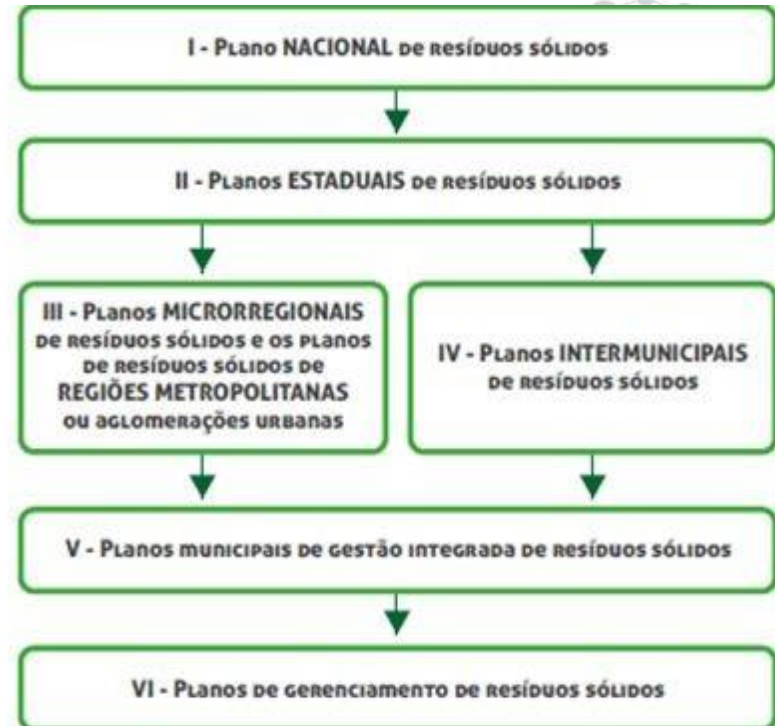 I - Plano NACIONAL de resíduos sólidos
II - Planos ESTADUAIS de resíduos sólidos
III - Planos MICRORREGIONAIS
de resíduos sólidos e os planos
de resíduos sólidos de
REGIÕES METROPOLITANAS
ou aglomerações urbanas
IV - Planos INTERMUNICIPAIS
de resíduos sólidos
V - Planos municipais de gestão integrada de resíduos sólidos
VI - Planos de gerenciamento de resíduos sólidos